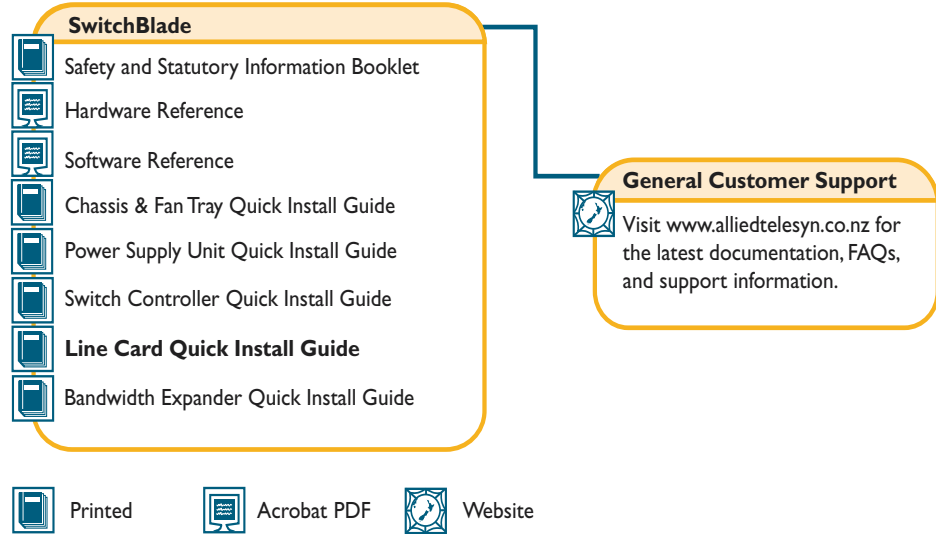 SwitchBlade
Safety and Statutory Information Booklet
Hardware Reference
Software Reference
Chassis & Fan Tray Quick Install Guide
Power Supply Unit Quick Install Guide
Switch Controller Quick Install Guide
Line Card Quick Install Guide
Bandwidth Expander Quick Install Guide
General Customer Support
Visit www.alliedtelesyn.co.nz for
the latest documentation, FAQs,
and support information.
Printed
Acrobat PDF
Website